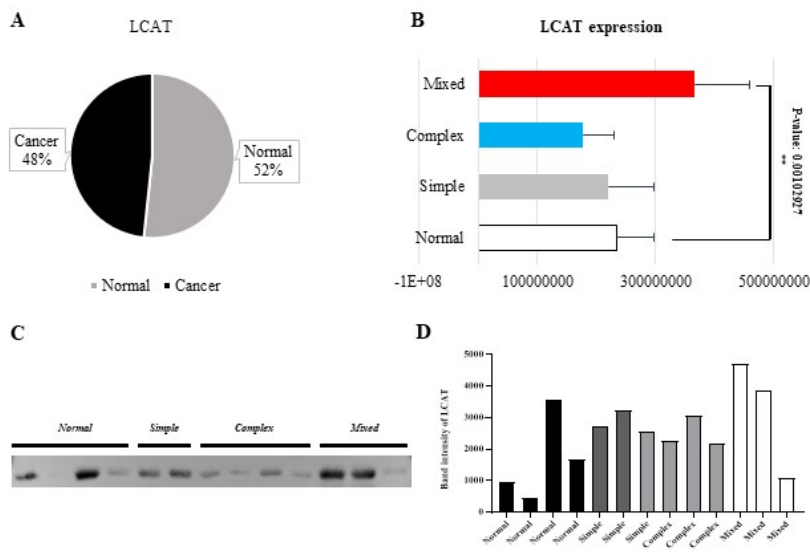 A
LCAT
Cancer
48%
Normal
52%
Normal Cancer
B
LCAT expression
Mixed
Complex
Simple
Normal
-1E+08 100000000 300000000 500000000
P-value: 0.00102927
**
C
Normal Simple Complex Mixed
D
Band intensity of LCAT
5000
4000
3000
2000
1000
0
Normal Normal Normal Normal Simple Simple Simple Complex Complex Complex Mixed Mixed Mixed